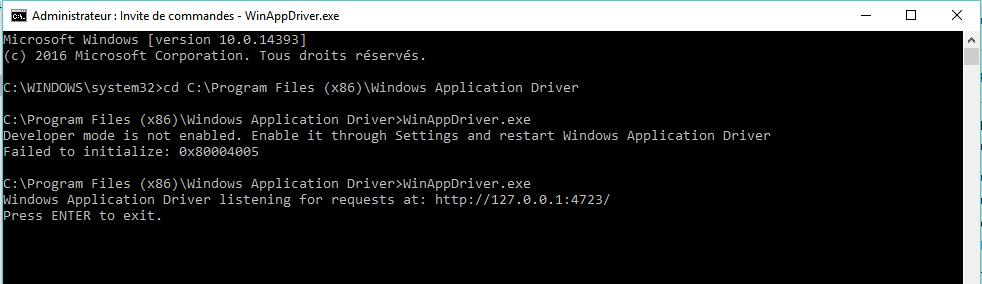 Administrateur : Invite de commandes - WinAppDriver.exe
Microsoft Windows [version 10.0.14393]
(c) 2016 Microsoft Corporation. Tous droits réservés.
C:\WINDOWS\system32>cd C:\Program Files (x86)\Windows Application Driver
C:\Program Files (x86)\Windows Application Driver>WinAppDriver.exe
Developer mode is not enabled. Enable it through Settings and restart Windows Application Driver
Failed to initialize: 0x80004005
C:\Program Files (x86)\Windows Application Driver>WinAppDriver.exe
Windows Application Driver listening for requests at: http://127.0.0.1:4723/
Press ENTER to exit.